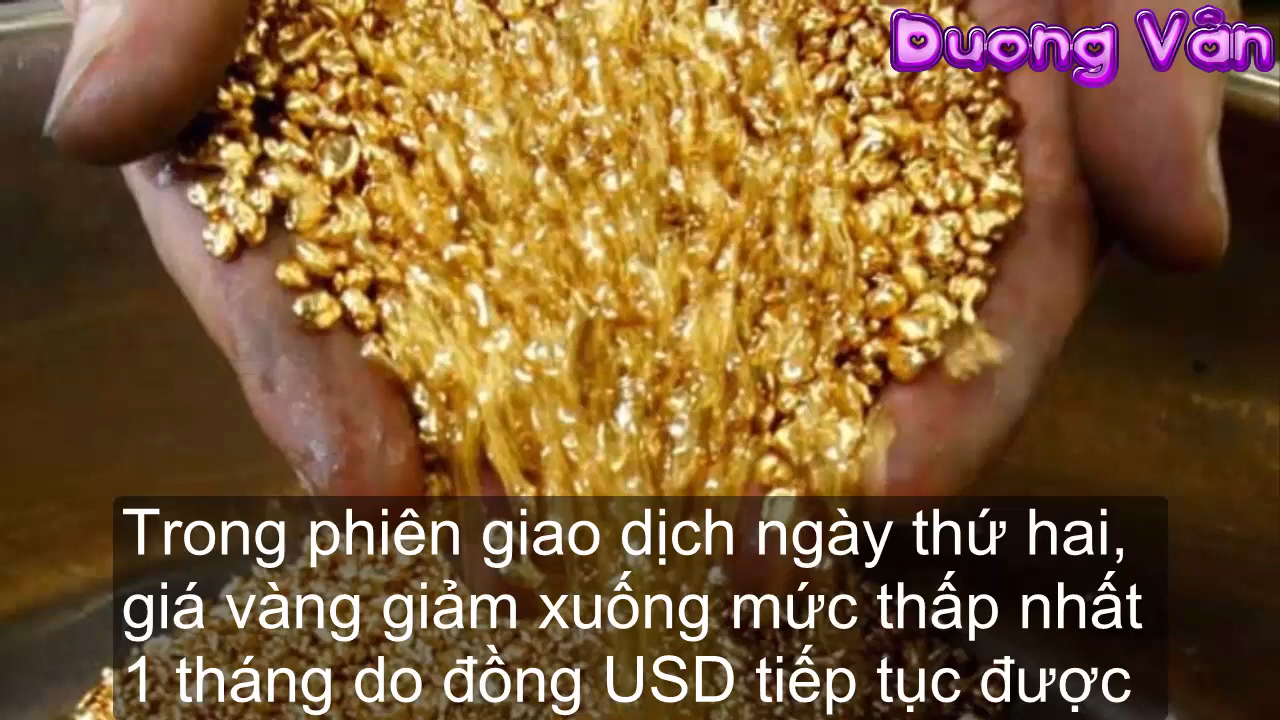 Duong Vân
Trong phiên giao dịch ngày thứ hai,
giá vàng giảm xuống mức thấp nhất
1 tháng do đồng USD tiếp tục được